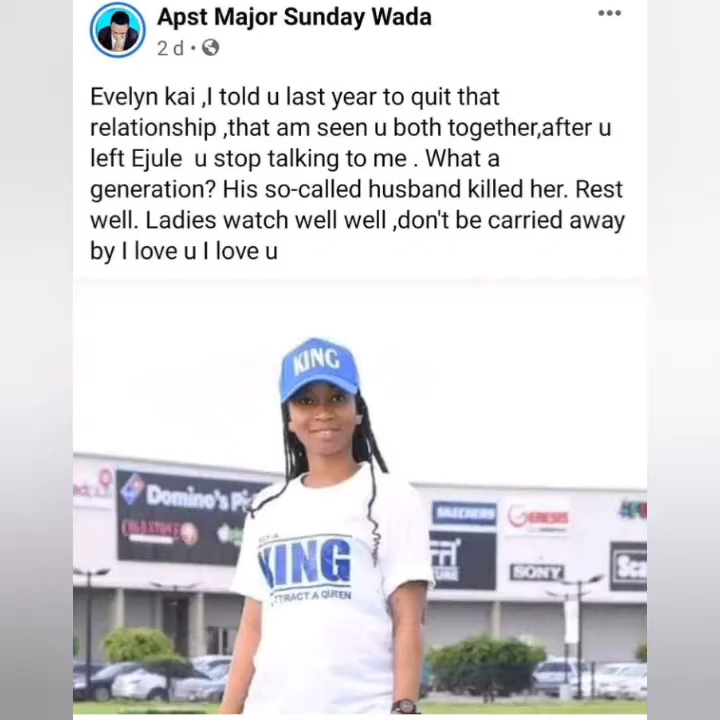 Apst Major Sunday Wada
2 d
Evelyn kai ,I told u last year to quit that
relationship ,that am seen u both together,after u
left Ejule u stop talking to me . What a
generation? His so-called husband killed her. Rest
well. Ladies watch well well ,don't be carried away
by I love u I love u
KING
Domino's Pi
COLD STONE
SKECHERS
GENESIS
SONY
KING
ATTRACT A QUEEN